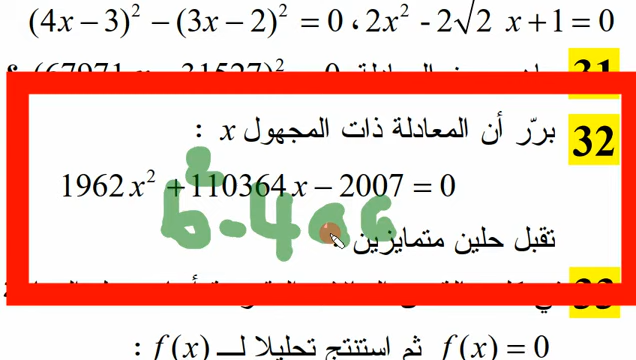 (4x − 3)² − (3x − 2)² = 0 ، 2x² - 2√2 x + 1 = 0
31
32 برّر أن المعادلة ذات المجهول x :
1962x² + 110364x − 2007 = 0
b² - 4ac
تقبل حلين متمايزين
33
f(x) = 0 ثم استنتج تحليلا لـ f(x) :